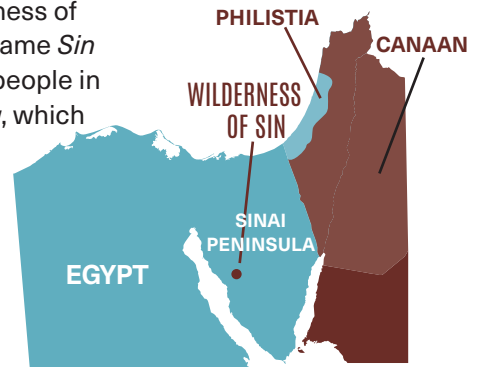 ness of
ame Sin
people in
, which
PHILISTIA
CANAAN
WILDERNESS
OF SIN
SINAI
PENINSULA
EGYPT